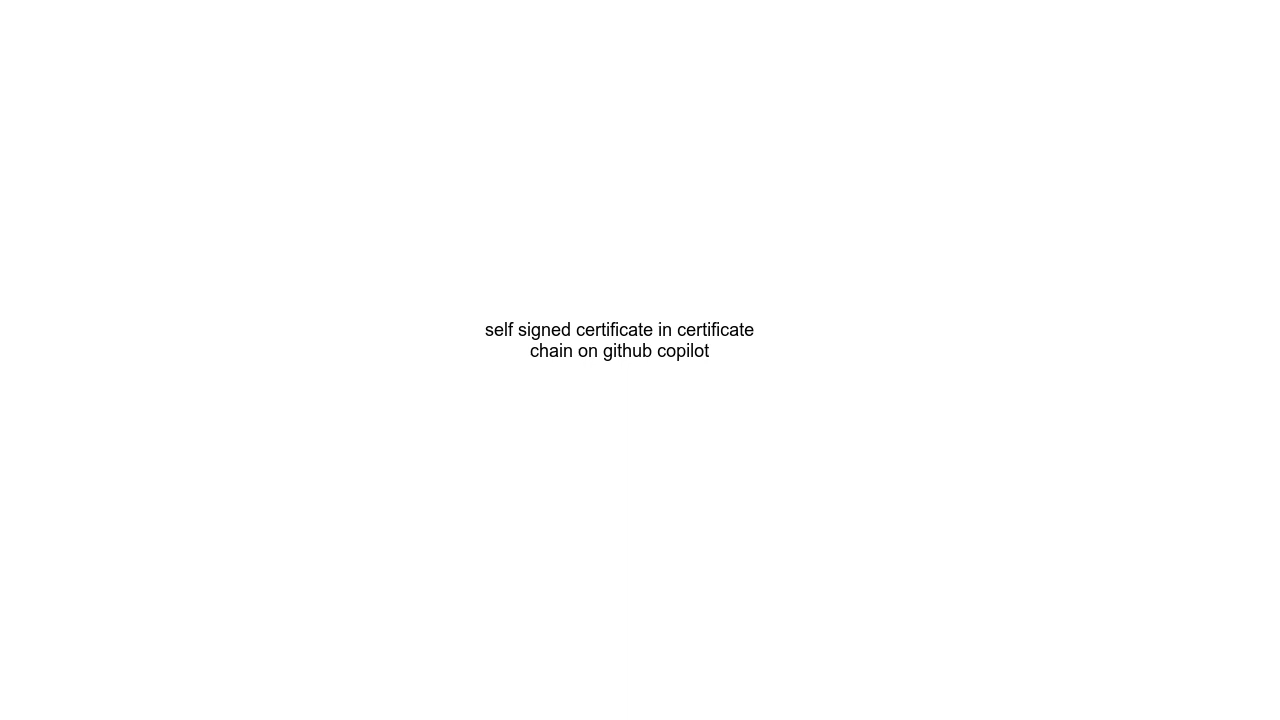 self signed certificate in certificate
chain on github copilot